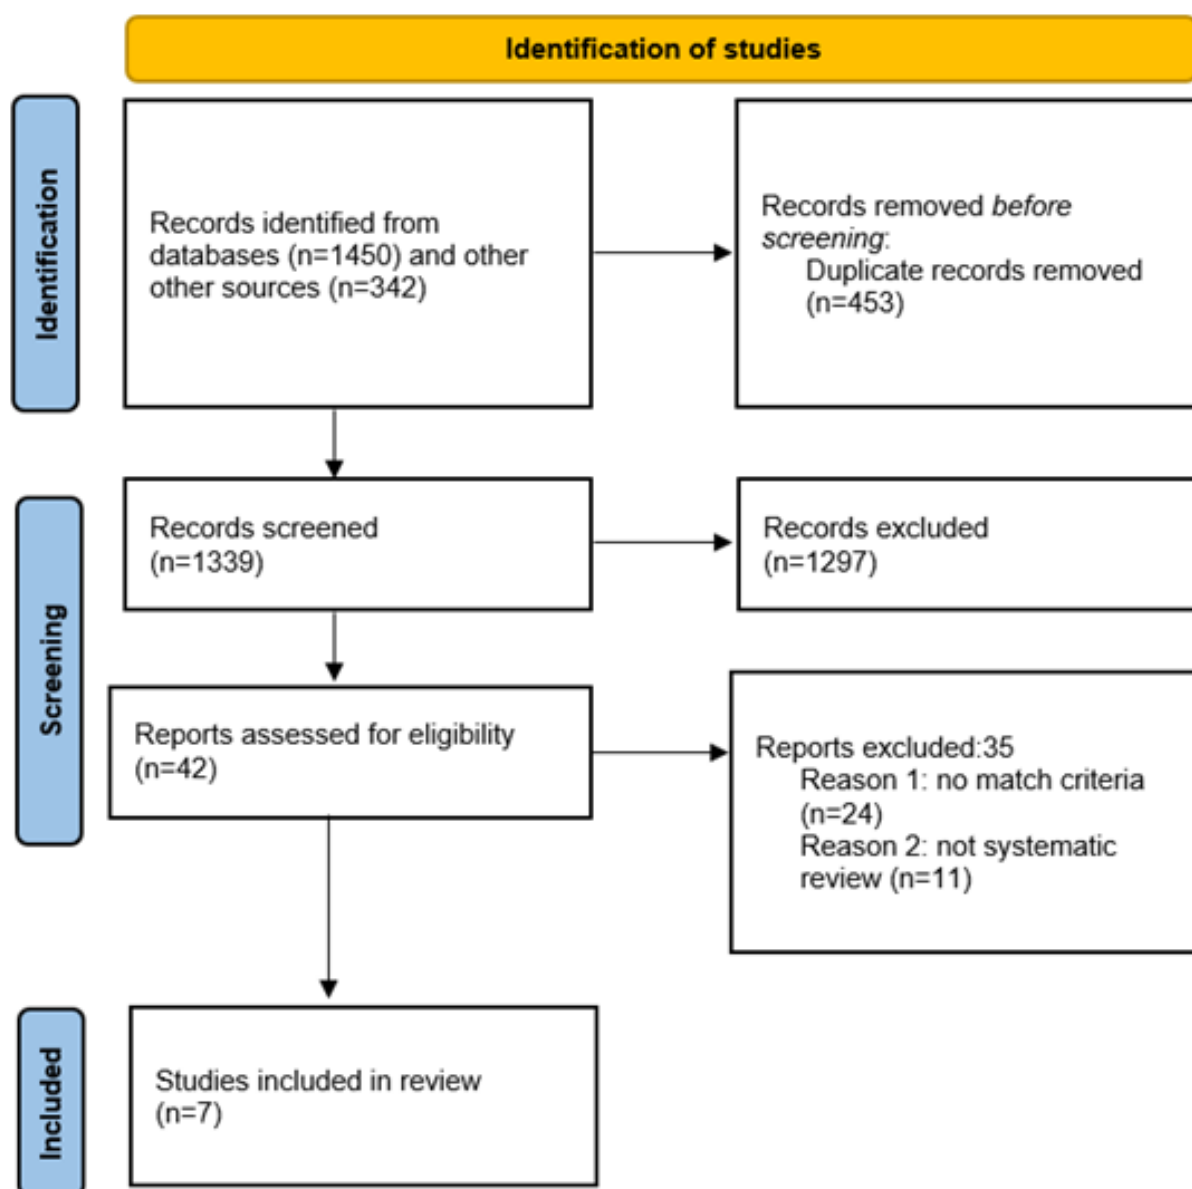 Identification of studies
Identification
Records identified from
databases (n=1450) and other
other sources (n=342)
Records removed before
screening:
Duplicate records removed
(n=453)
Screening
Records screened
(n=1339)
Records excluded
(n=1297)
Reports assessed for eligibility
(n=42)
Reports excluded:35
Reason 1: no match criteria
(n=24)
Reason 2: not systematic
review (n=11)
Included
Studies included in review
(n=7)